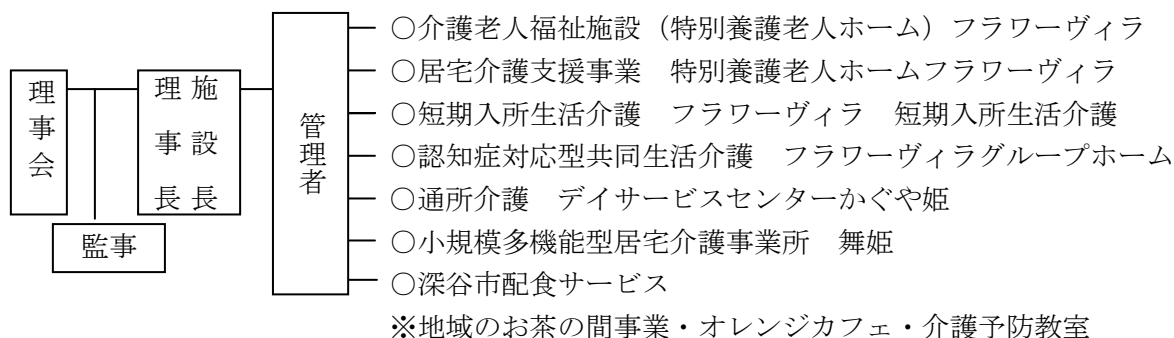 理事会
監事
理事長
施設長
管理者
○介護老人福祉施設（特別養護老人ホーム）フラワーヴィラ
○居宅介護支援事業　特別養護老人ホームフラワーヴィラ
○短期入所生活介護　フラワーヴィラ　短期入所生活介護
○認知症対応型共同生活介護　フラワーヴィラグループホーム
○通所介護　デイサービスセンターかぐや姫
○小規模多機能型居宅介護事業所　舞姫
○深谷市配食サービス
※地域のお茶の間事業・オレンジカフェ・介護予防教室